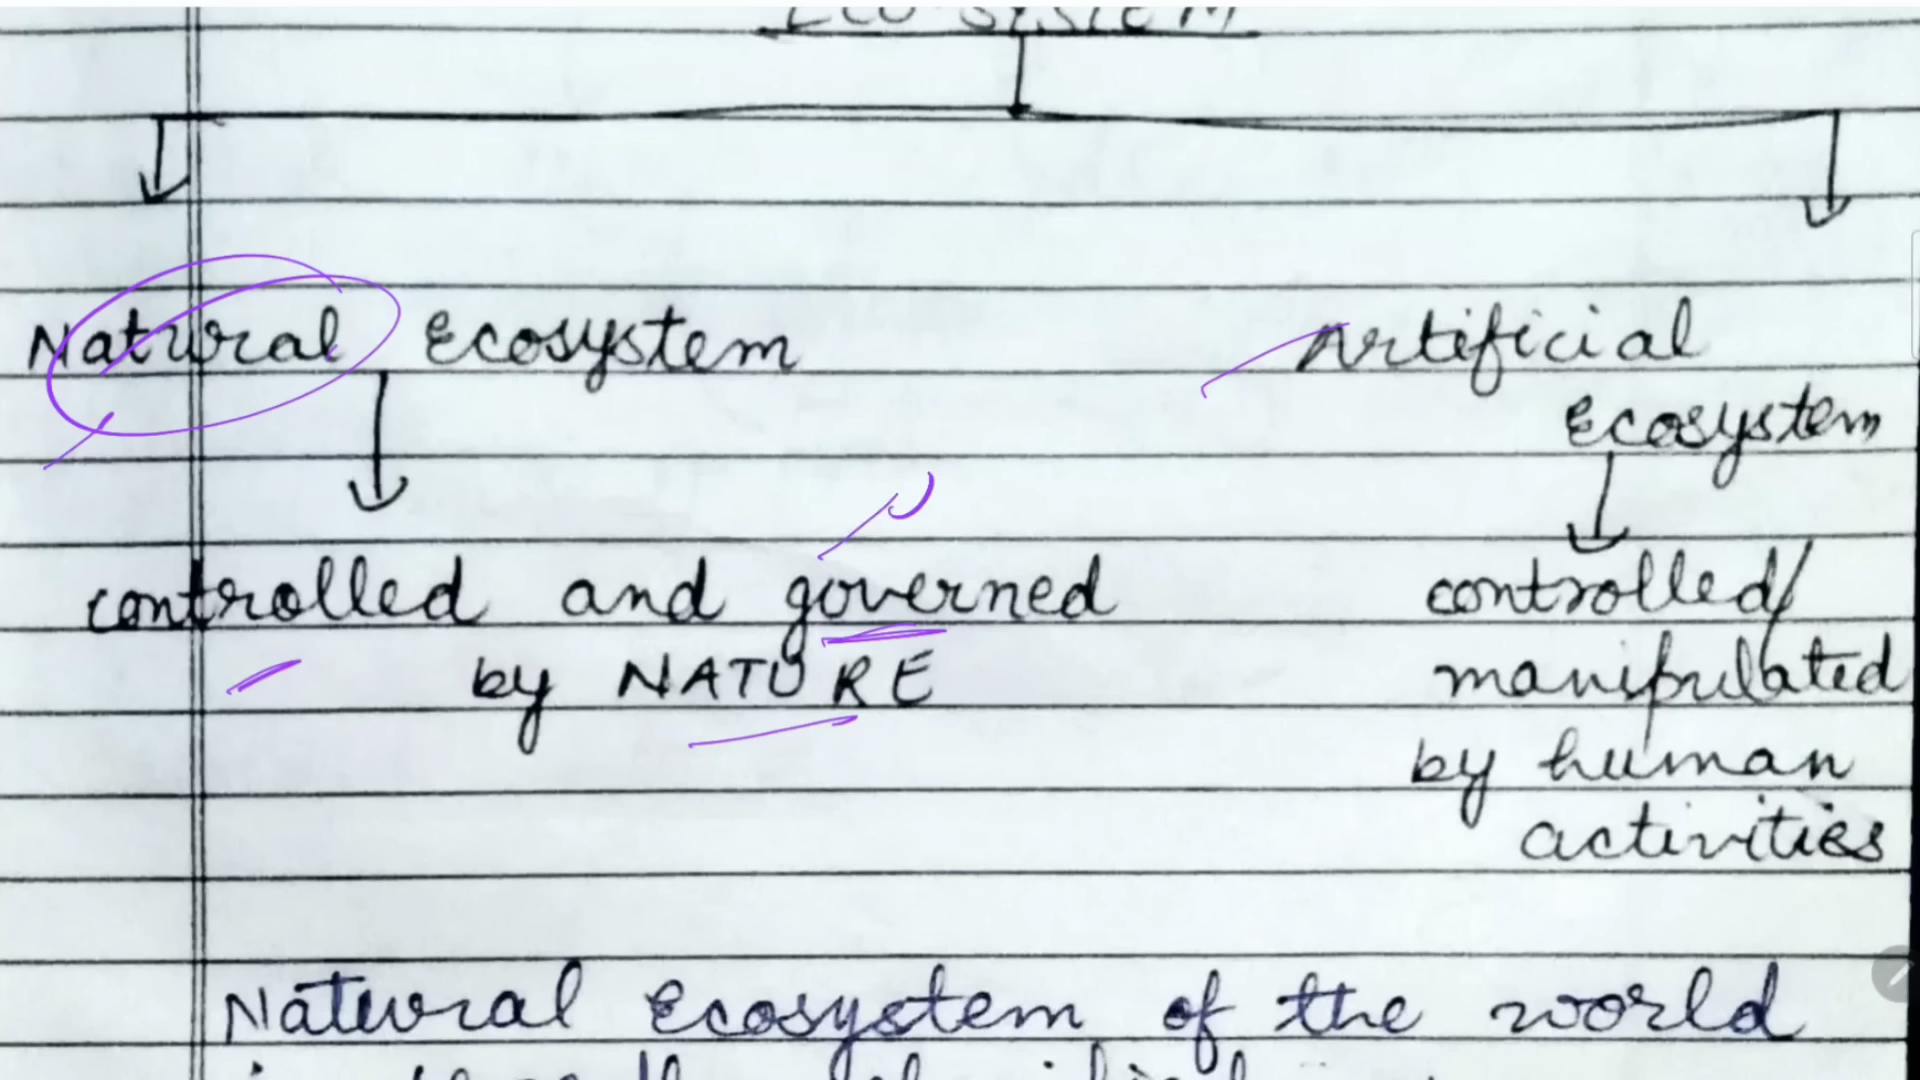 ECOSYSTEM
Natural Ecosystem
Artificial
Ecosystem
controlled and governed
by NATURE
controlled/
manipulated
by human
activities
Natural Ecosystem of the world